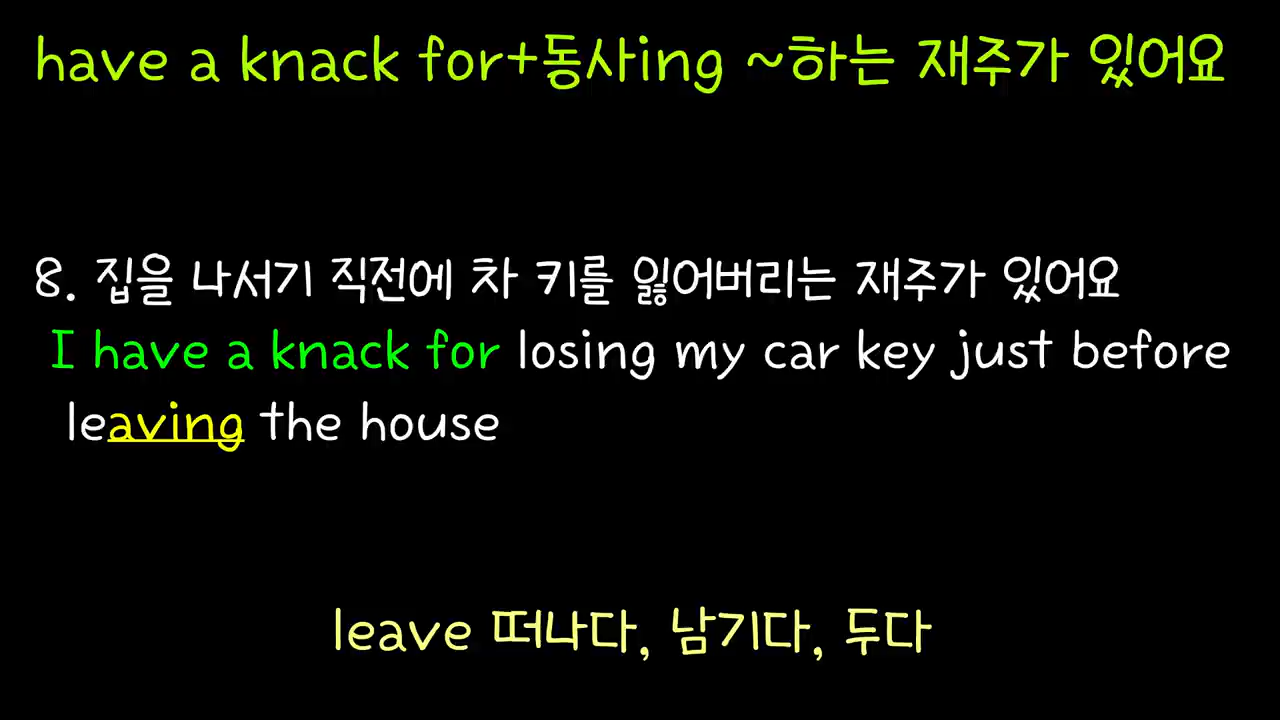 have a knack for+동사ing ~하는 재주가 있어요
8. 집을 나서기 직전에 차 키를 잃어버리는 재주가 있어요
I have a knack for losing my car key just before
leaving the house
leave 떠나다, 남기다, 두다